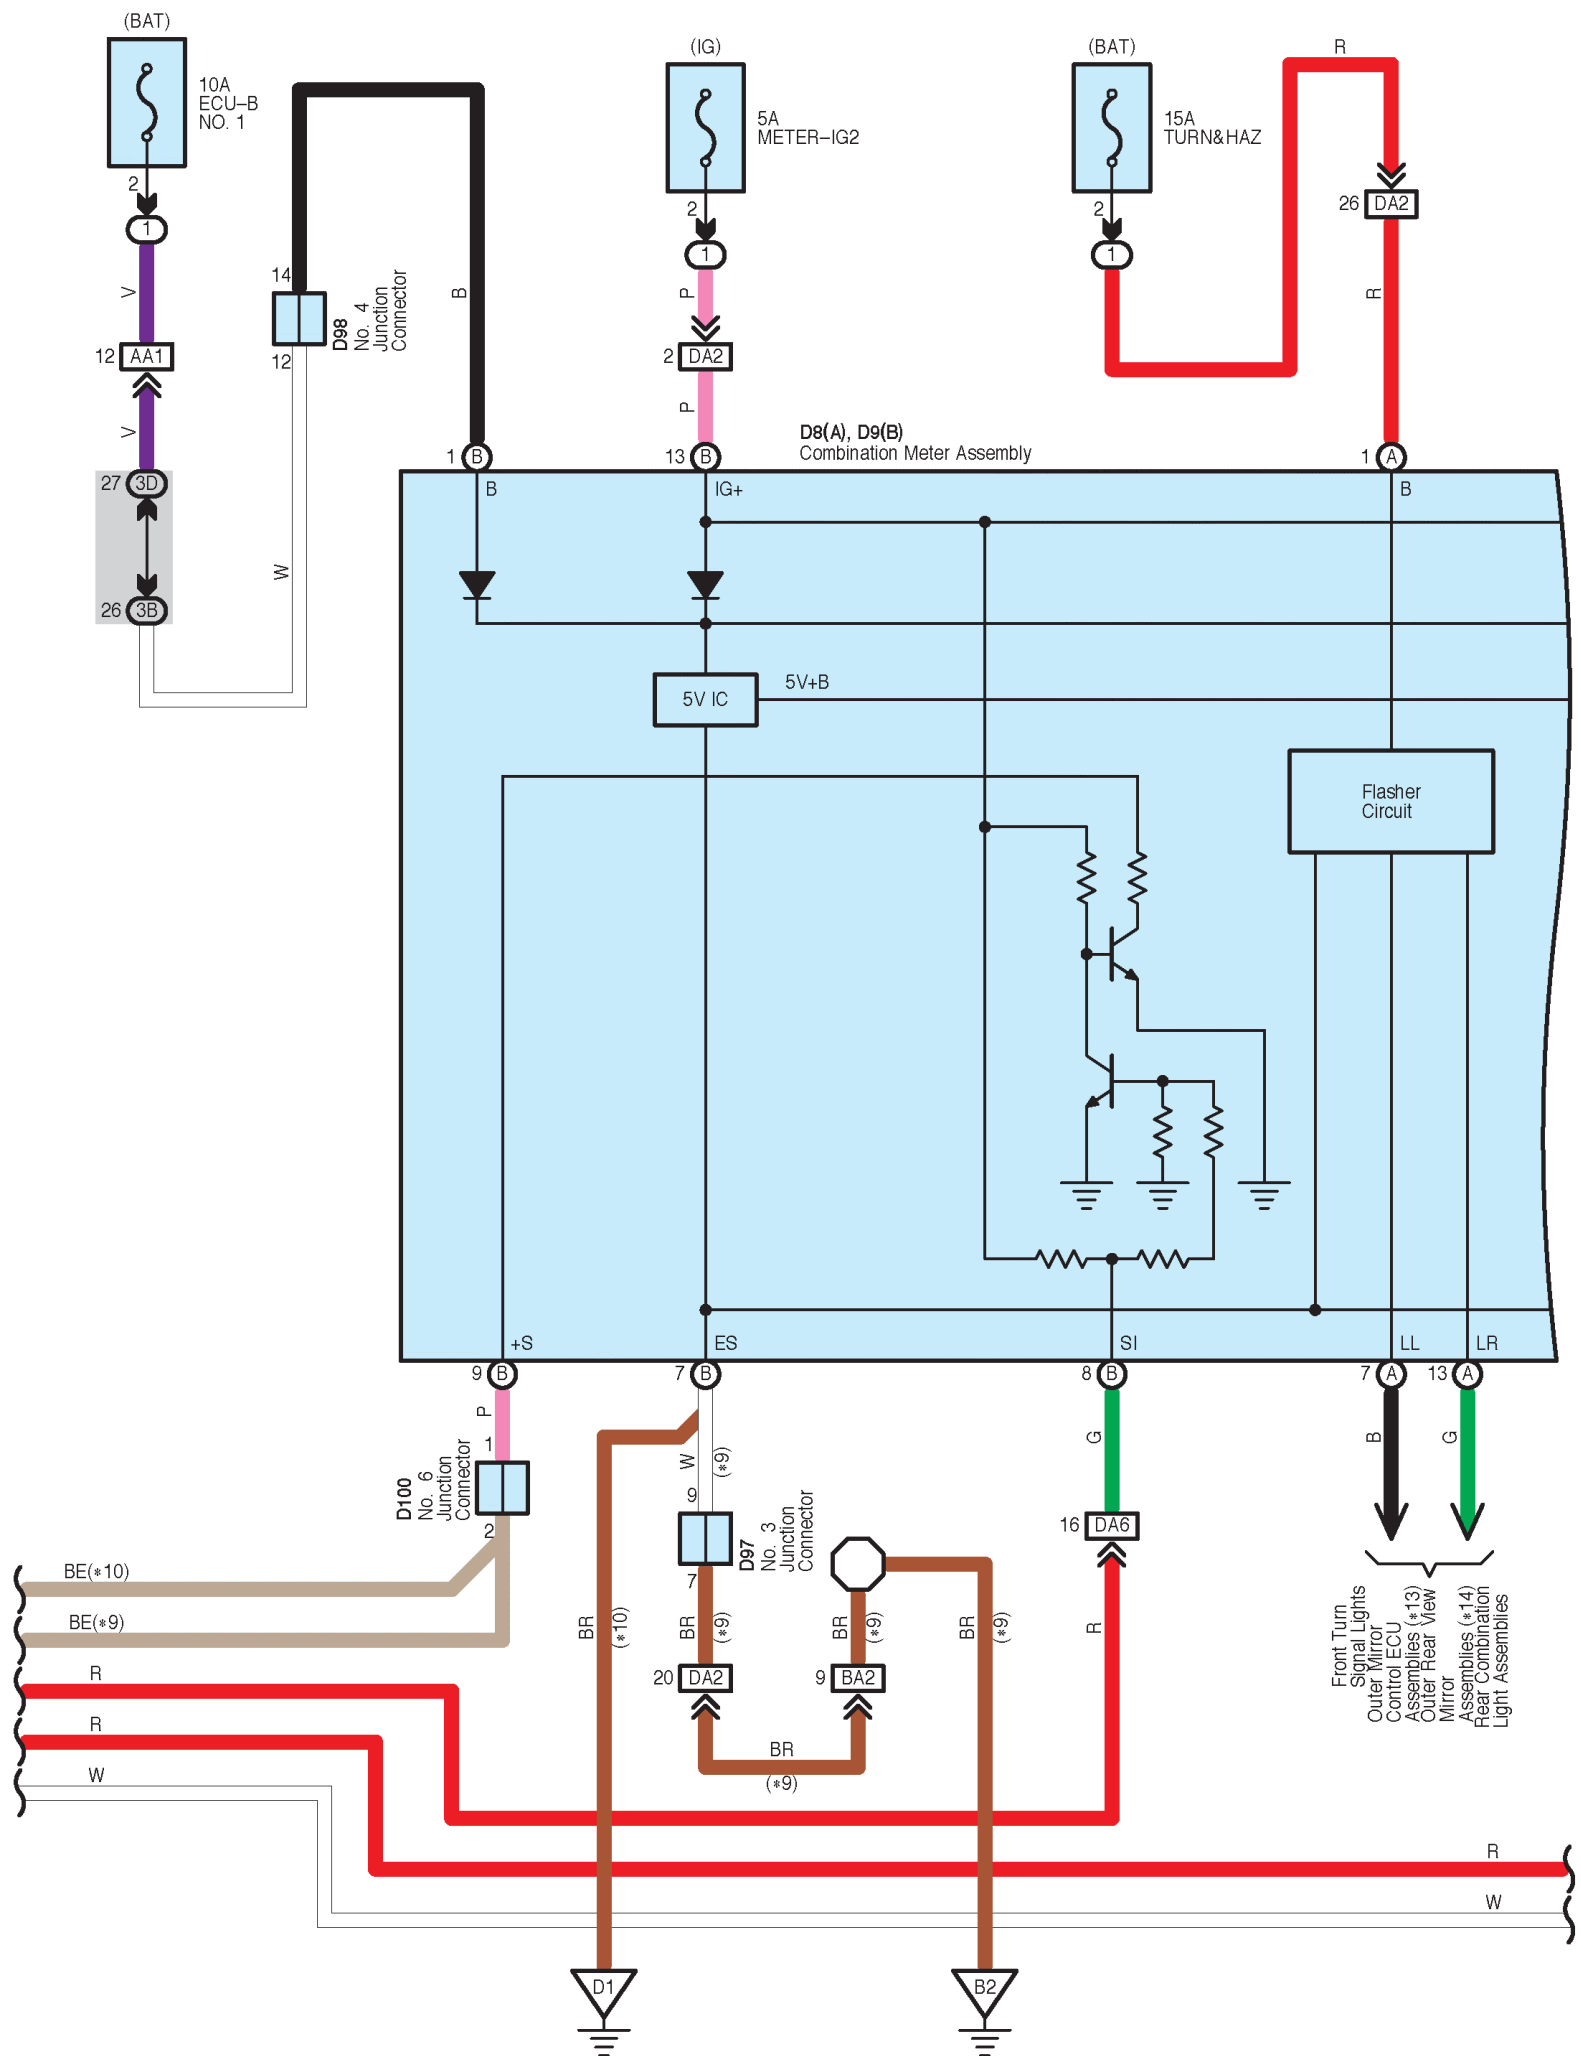 (BAT)
10A
ECU-B
NO. 1
2
1
V
12 AA1
V
27 3D
26 3B
W
14
12
D98
No. 4
Junction
Connector
B
(IG)
5A
METER-IG2
2
1
P
2 DA2
P
(BAT)
15A
TURN&HAZ
2
1
R
26 DA2
R
D8(A), D9(B)
Combination Meter Assembly
1 B
13 B
1 A
B
IG+
B
5V IC
5V+B
Flasher
Circuit
+S
ES
SI
LL
LR
9 B
7 B
8 B
7 A
13 A
P
1
D100
No. 6
Junction
Connector
2
W
(*9)
9
D97
No. 3
Junction
Connector
7
BR
(*10)
BR
(*9)
BR
(*9)
BR
(*9)
20 DA2
9 BA2
BR
(*9)
G
16 DA6
R
B
G
Front Turn
Signal Lights
Outer Mirror
Control ECU
Assemblies (*13)
Outer Rear View
Mirror
Assemblies (*14)
Rear Combination
Light Assemblies
BE(*10)
BE(*9)
R
R
W
R
W
D1
B2